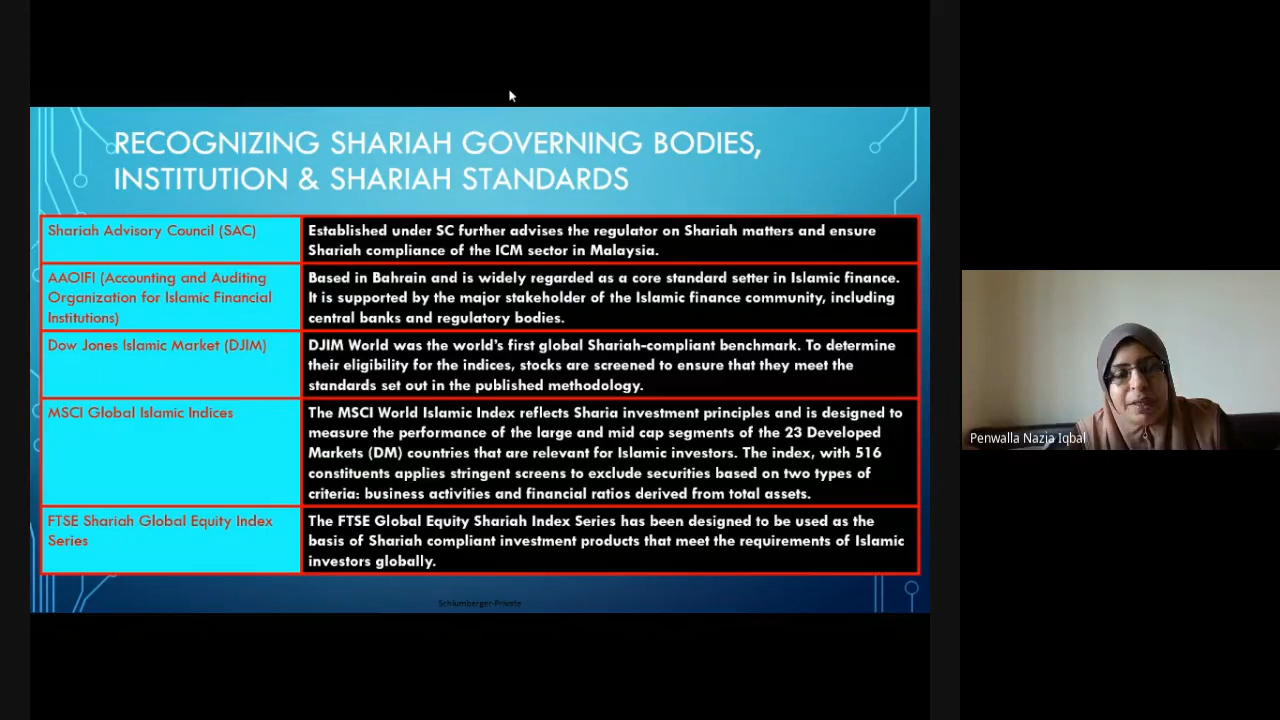 RECOGNIZING SHARIAH GOVERNING BODIES,
INSTITUTION & SHARIAH STANDARDS
Shariah Advisory Council (SAC)
Established under SC further advises the regulator on Shariah matters and ensure
Shariah compliance of the ICM sector in Malaysia.
AAOIFI (Accounting and Auditing
Organization for Islamic Financial
Institutions)
Based in Bahrain and is widely regarded as a core standard setter in Islamic finance.
It is supported by the major stakeholder of the Islamic finance community, including
central banks and regulatory bodies.
Dow Jones Islamic Market (DJIM)
DJIM World was the world's first global Shariah-compliant benchmark. To determine
their eligibility for the indices, stocks are screened to ensure that they meet the
standards set out in the published methodology.
MSCI Global Islamic Indices
The MSCI World Islamic Index reflects Sharia investment principles and is designed to
measure the performance of the large and mid cap segments of the 23 Developed
Markets (DM) countries that are relevant for Islamic investors. The index, with 516
constituents applies stringent screens to exclude securities based on two types of
criteria: business activities and financial ratios derived from total assets.
FTSE Shariah Global Equity Index
Series
The FTSE Global Equity Shariah Index Series has been designed to be used as the
basis of Shariah compliant investment products that meet the requirements of Islamic
investors globally.
Schlumberger-Private
Penwalla Nazia Iqbal